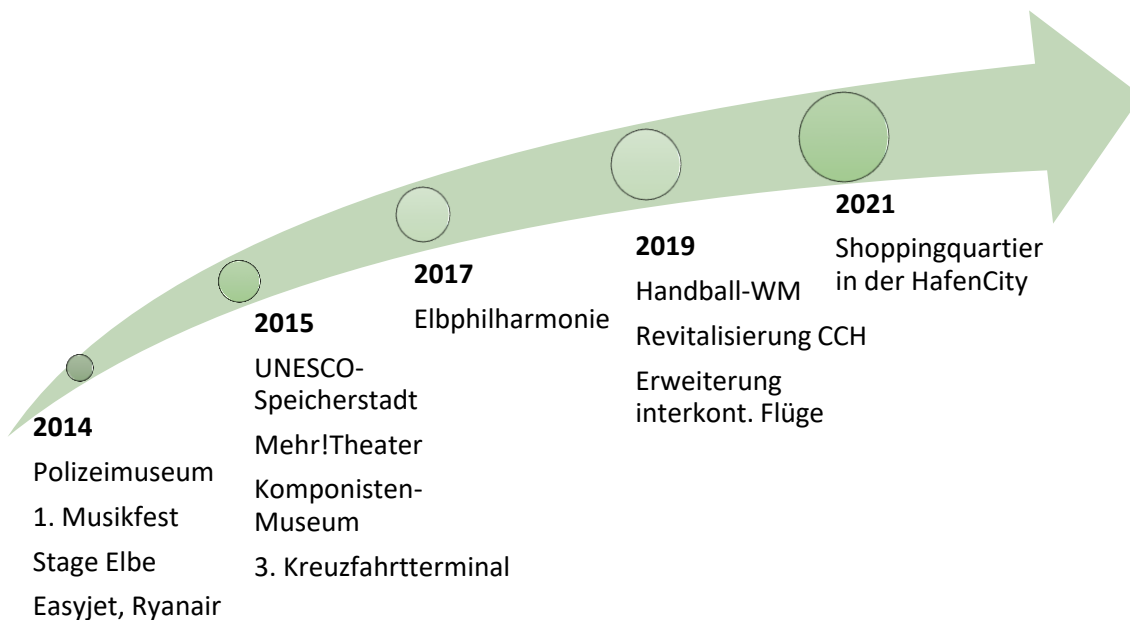 2014
Polizeimuseum
1. Musikfest
Stage Elbe
Easyjet, Ryanair
2015
UNESCO-
Speicherstadt
Mehr!Theater
Komponisten-
Museum
3. Kreuzfahrtterminal
2017
Elbphilharmonie
2019
Handball-WM
Revitalisierung CCH
Erweiterung
interkont. Flüge
2021
Shoppingquartier
in der HafenCity